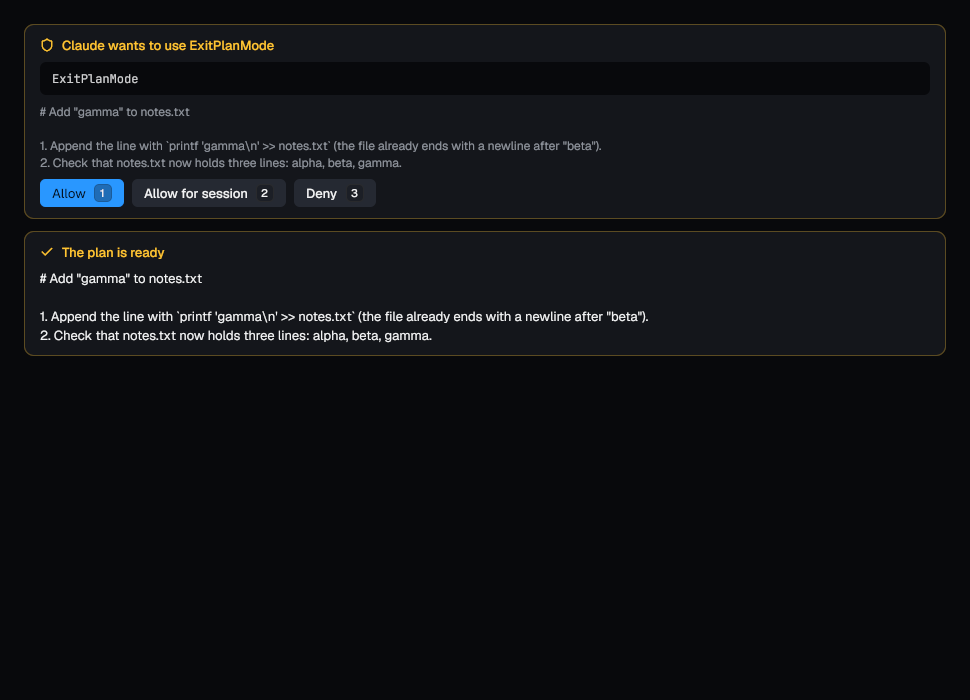 Claude wants to use ExitPlanMode
ExitPlanMode
# Add "gamma" to notes.txt
1. Append the line with `printf 'gamma\n' >> notes.txt` (the file already ends with a newline after "beta").
2. Check that notes.txt now holds three lines: alpha, beta, gamma.
Allow 1 Allow for session 2 Deny 3
The plan is ready
# Add "gamma" to notes.txt
1. Append the line with `printf 'gamma\n' >> notes.txt` (the file already ends with a newline after "beta").
2. Check that notes.txt now holds three lines: alpha, beta, gamma.